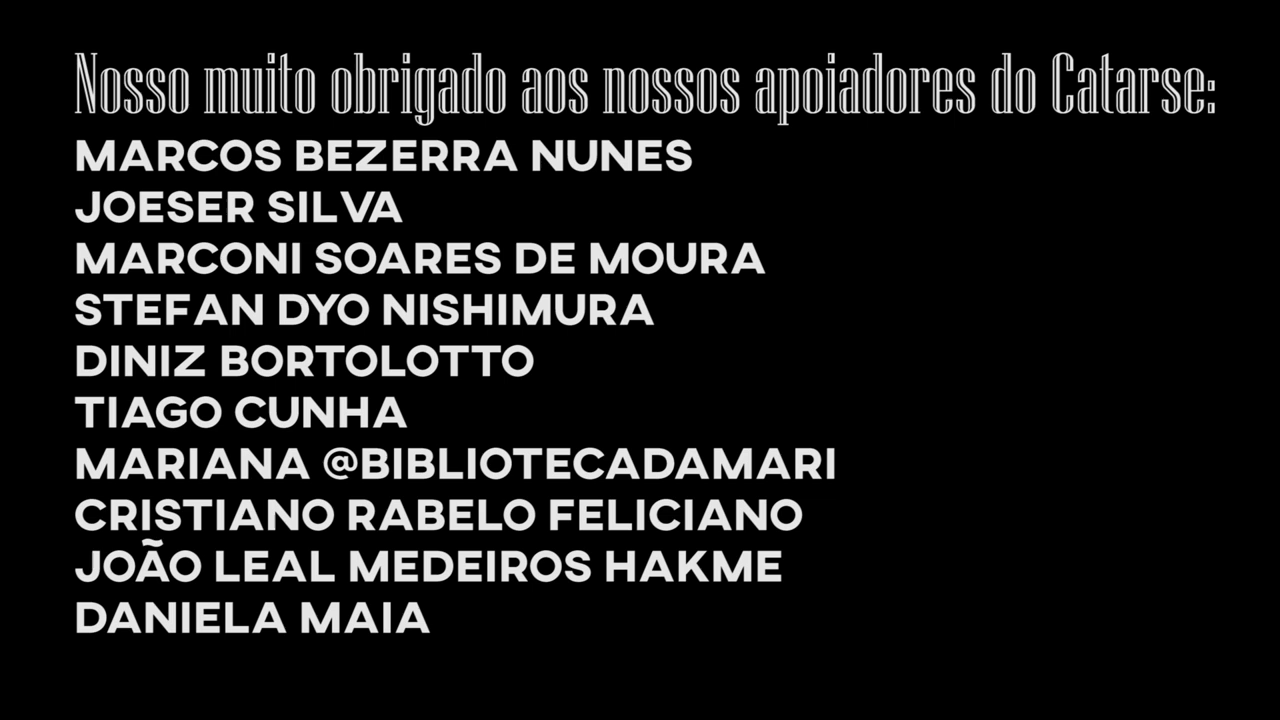 Nosso muito obrigado aos nossos apoiadores do Catarse:
MARCOS BEZERRA NUNES
JOESER SILVA
MARCONI SOARES DE MOURA
STEFAN DYO NISHIMURA
DINIZ BORTOLOTTO
TIAGO CUNHA
MARIANA @BIBLIOTECADAMARI
CRISTIANO RABELO FELICIANO
JOÃO LEAL MEDEIROS HAKME
DANIELA MAIA